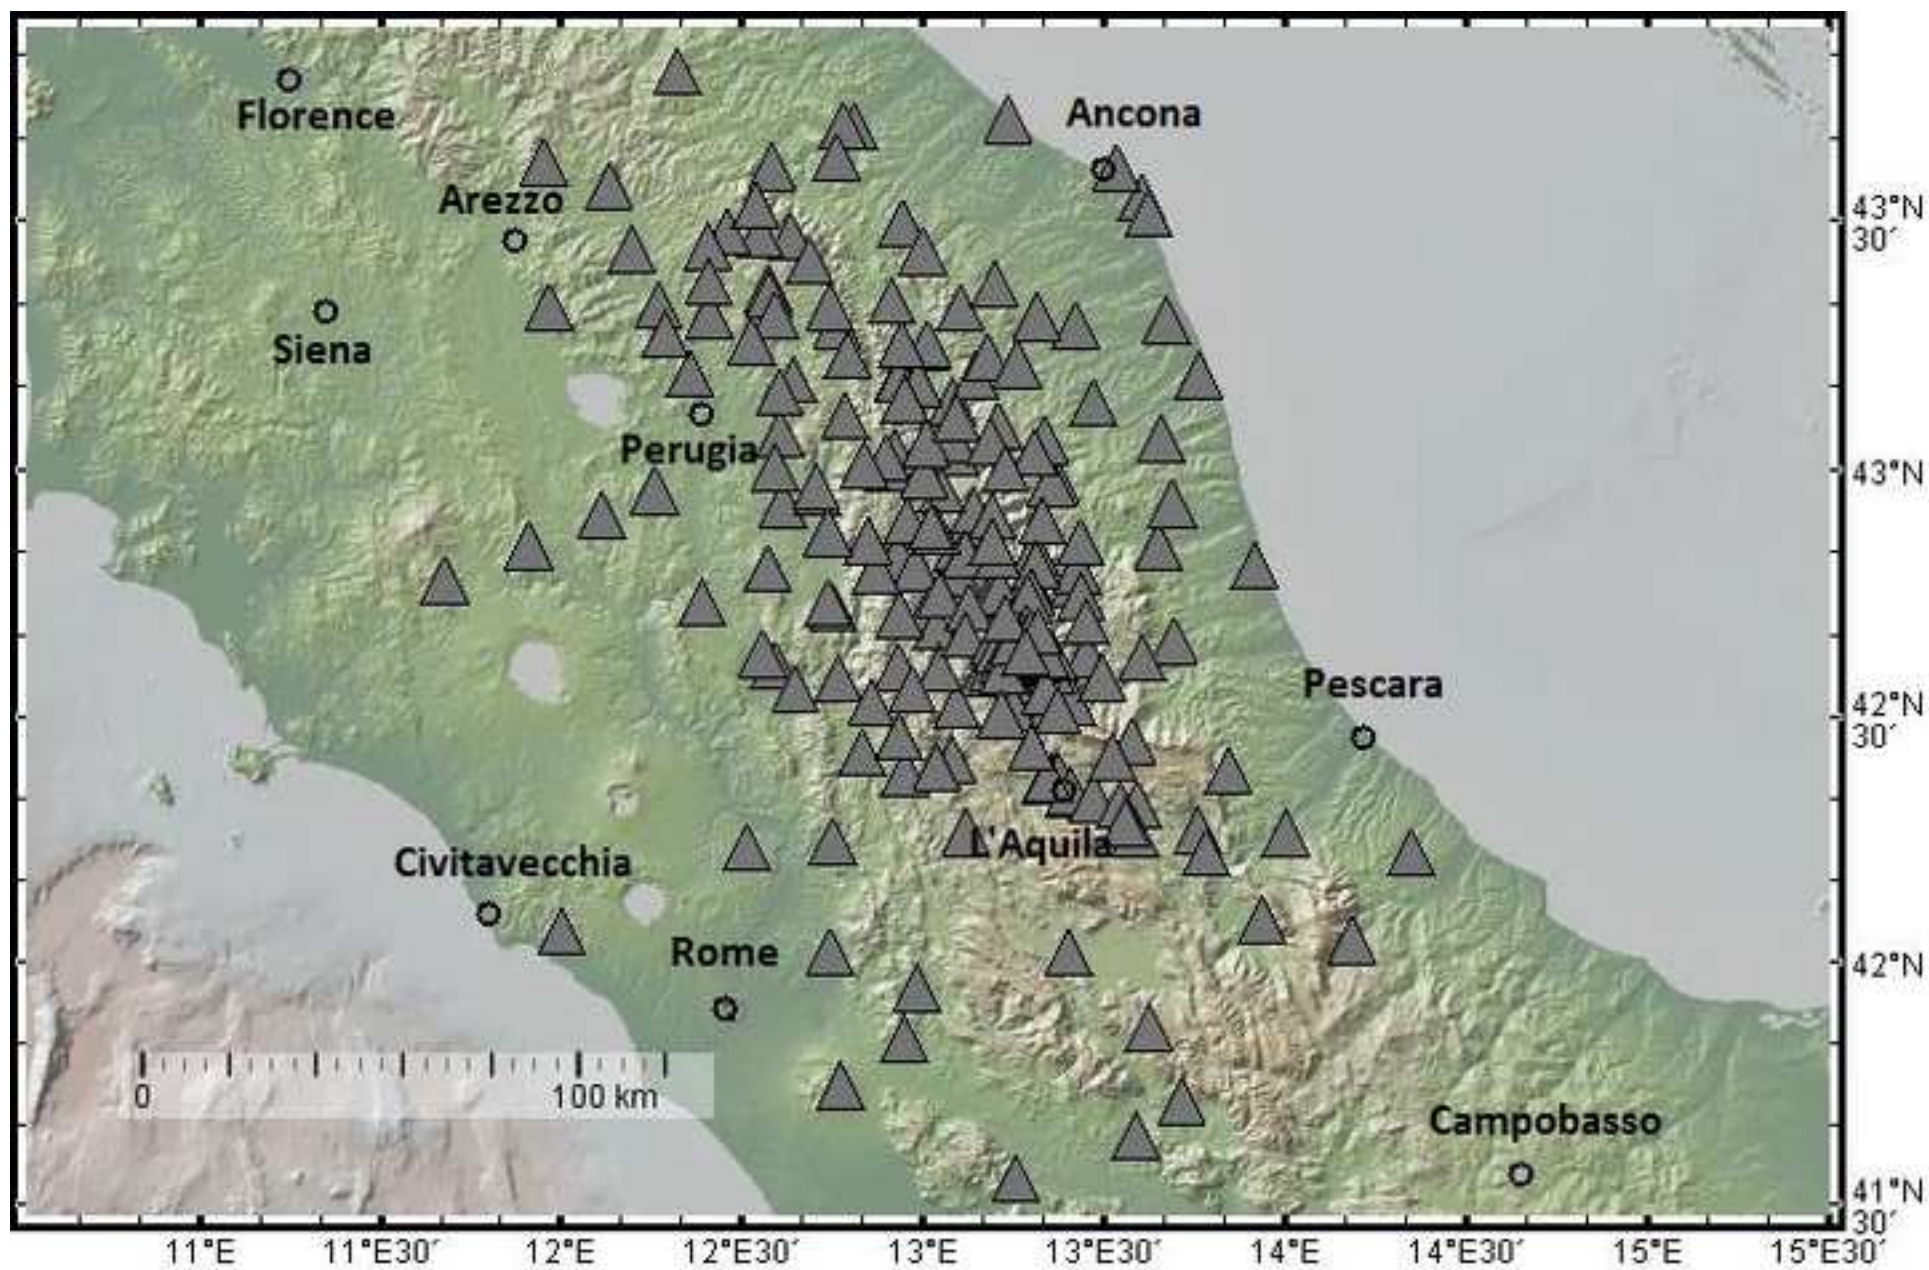 Florence
Ancona
Arezzo
43°N
30´
Siena
Perugia
43°N
Pescara
42°N
30´
L'Aquila
Civitavecchia
Rome
42°N
0
100 km
Campobasso
41°N
30´
11°E
11°E30´
12°E
12°E30´
13°E
13°E30´
14°E
14°E30´
15°E
15°E30´